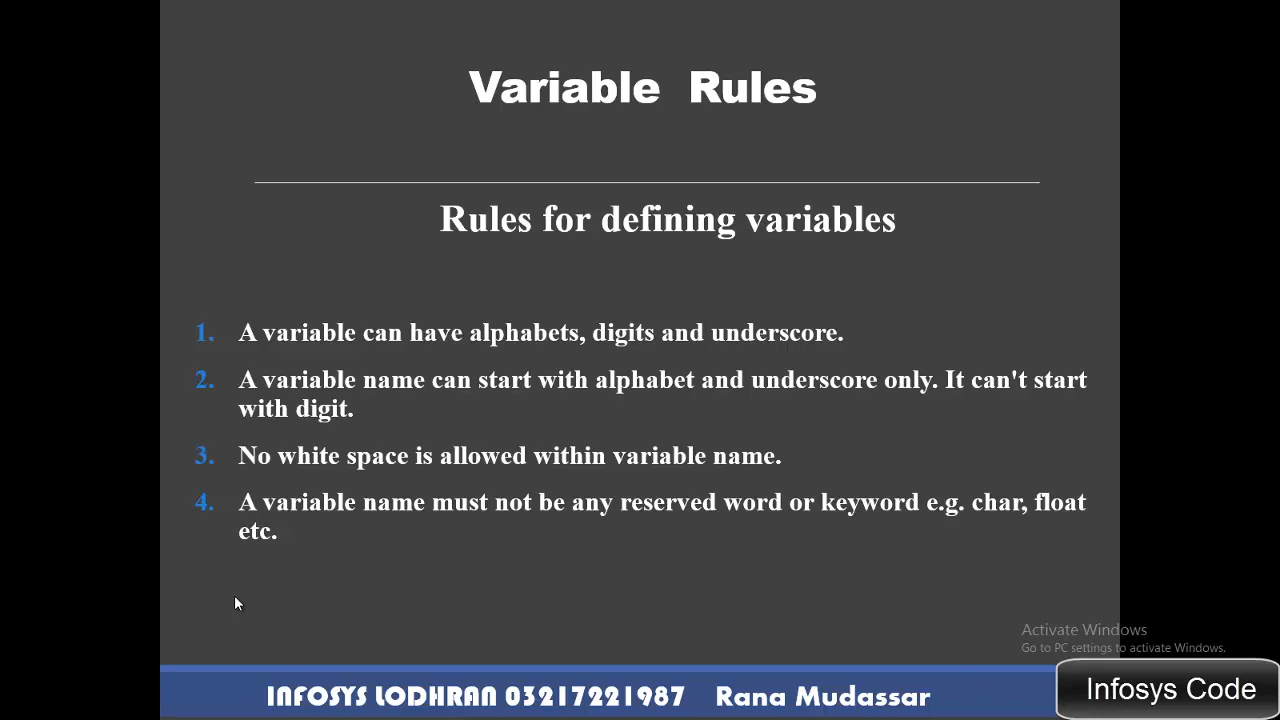 Variable Rules
Rules for defining variables
1. A variable can have alphabets, digits and underscore.
2. A variable name can start with alphabet and underscore only. It can't start
with digit.
3. No white space is allowed within variable name.
4. A variable name must not be any reserved word or keyword e.g. char, float
etc.
Activate Windows
Go to PC settings to activate Windows.
INFOSYS LODHRAN 03217221987 Rana Mudassar
Infosys Code